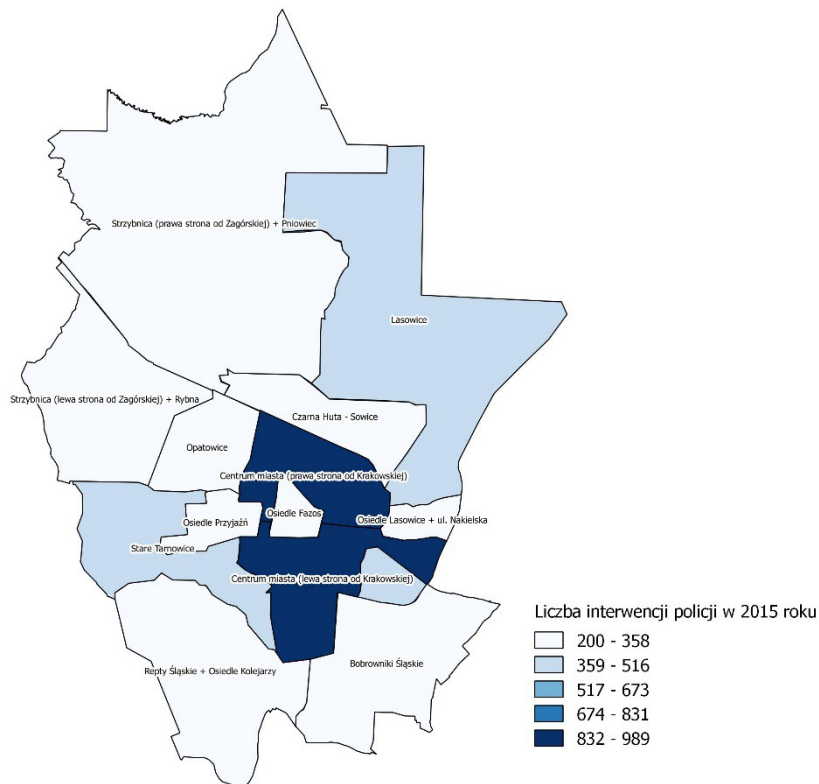 Strzybnica (prawa strona od Zagórskiej) + Pniowiec
Lasowice
Strzybnica (lewa strona od Zagórskiej) + Rybna
Czarna Huta - Sowice
Opatowice
Centrum miasta (prawa strona od Krakowskiej)
Osiedle Fazos
Osiedle Przyjaźń
Osiedle Lasowice + ul. Nakielska
Stare Tarnowice
Centrum miasta (lewa strona od Krakowskiej)
Repty Śląskie + Osiedle Kolejarzy
Bobrowniki Śląskie
Liczba interwencji policji w 2015 roku
200 - 358
359 - 516
517 - 673
674 - 831
832 - 989